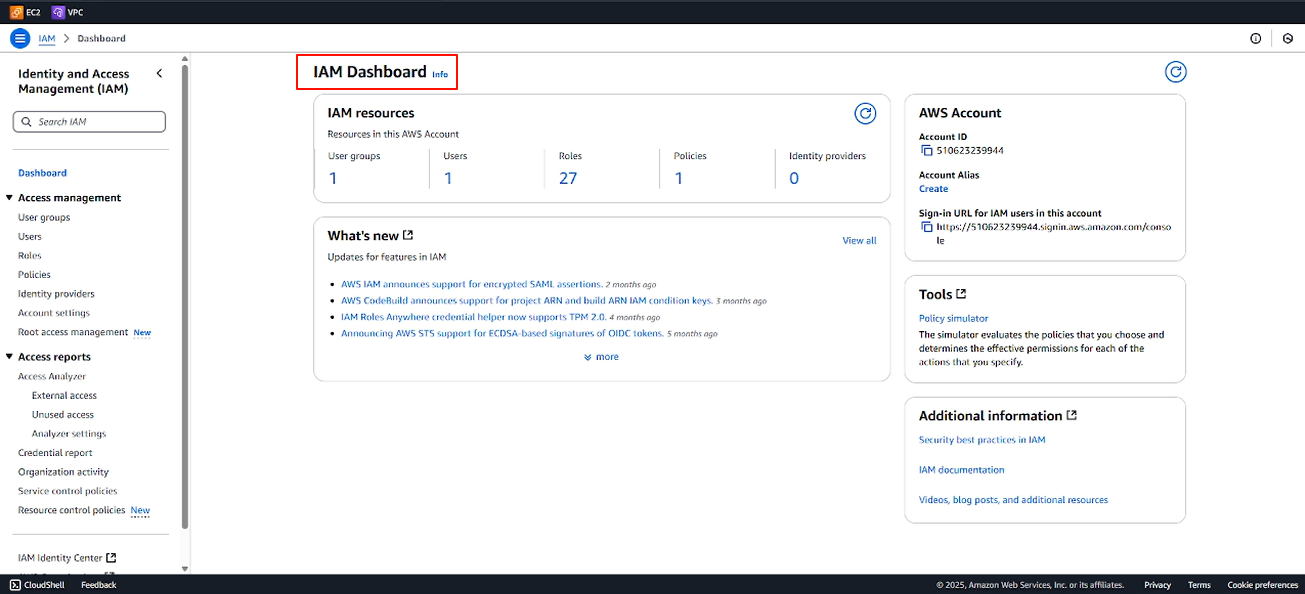 EC2 VPC
IAM > Dashboard
Identity and Access
Management (IAM)
Search IAM
Dashboard
Access management
User groups
Users
Roles
Policies
Identity providers
Account settings
Root access management New
Access reports
Access Analyzer
External access
Unused access
Analyzer settings
Credential report
Organization activity
Service control policies
Resource control policies New
IAM Identity Center
IAM Dashboard Info
IAM resources
Resources in this AWS Account
User groups Users Roles Policies Identity providers
1 1 27 1 0
What's new
View all
Updates for features in IAM
• AWS IAM announces support for encrypted SAML assertions. 2 months ago
• AWS CodeBuild announces support for project ARN and build ARN IAM condition keys. 3 months ago
• IAM Roles Anywhere credential helper now supports TPM 2.0. 4 months ago
• Announcing AWS STS support for ECDSA-based signatures of OIDC tokens. 5 months ago
more
AWS Account
Account ID
510623239944
Account Alias
Create
Sign-in URL for IAM users in this account
https://510623239944.signin.aws.amazon.com/conso
le
Tools
Policy simulator
The simulator evaluates the policies that you choose and
determines the effective permissions for each of the
actions that you specify.
Additional information
Security best practices in IAM
IAM documentation
Videos, blog posts, and additional resources
CloudShell Feedback © 2025, Amazon Web Services, Inc. or its affiliates. Privacy Terms Cookie preferences